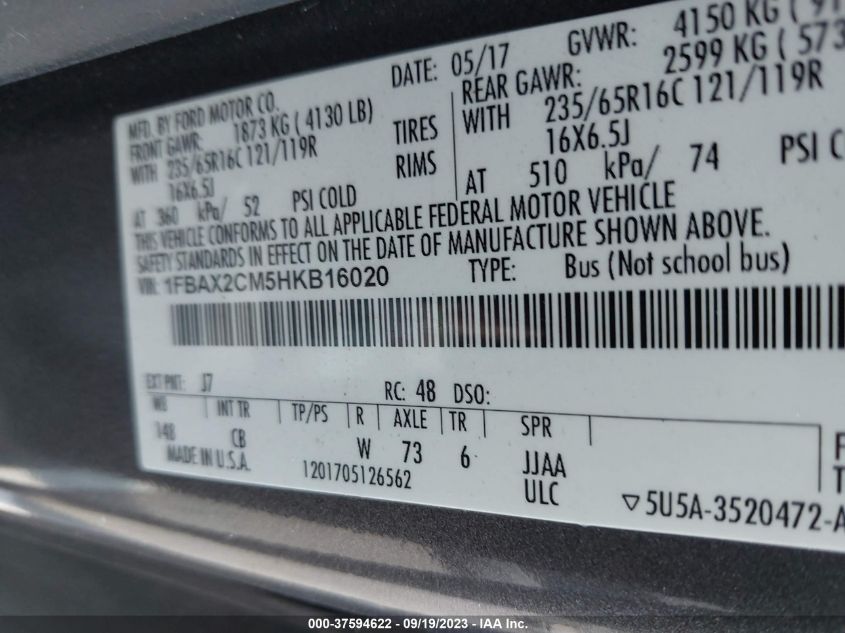 MFD. BY FORD MOTOR CO. DATE: 05/17 GVWR: 4150 KG (
FRONT GAWR: 1873 KG ( 4130 LB) REAR GAWR: 2599 KG ( 573
WITH 235/65R16C 121/119R TIRES WITH 235/65R16C 121/119R
16X6.5J RIMS 16X6.5J
AT 360 kPa/ 52 PSI COLD AT 510 kPa/ 74 PSI C
THIS VEHICLE CONFORMS TO ALL APPLICABLE FEDERAL MOTOR VEHICLE
SAFETY STANDARDS IN EFFECT ON THE DATE OF MANUFACTURE SHOWN ABOVE.
VIN: 1FBAX2CM5HKB16020 TYPE: Bus (Not school bus)
EXT PNT: J7 RC: 48 DSO:
WB INT TR TP/PS R AXLE TR SPR
148 CB W 73 6 JJAA
MADE IN U.S.A. 1201705126562 ULC
▽5U5A-3520472-A
000-37594622 - 09/19/2023 - IAA Inc.